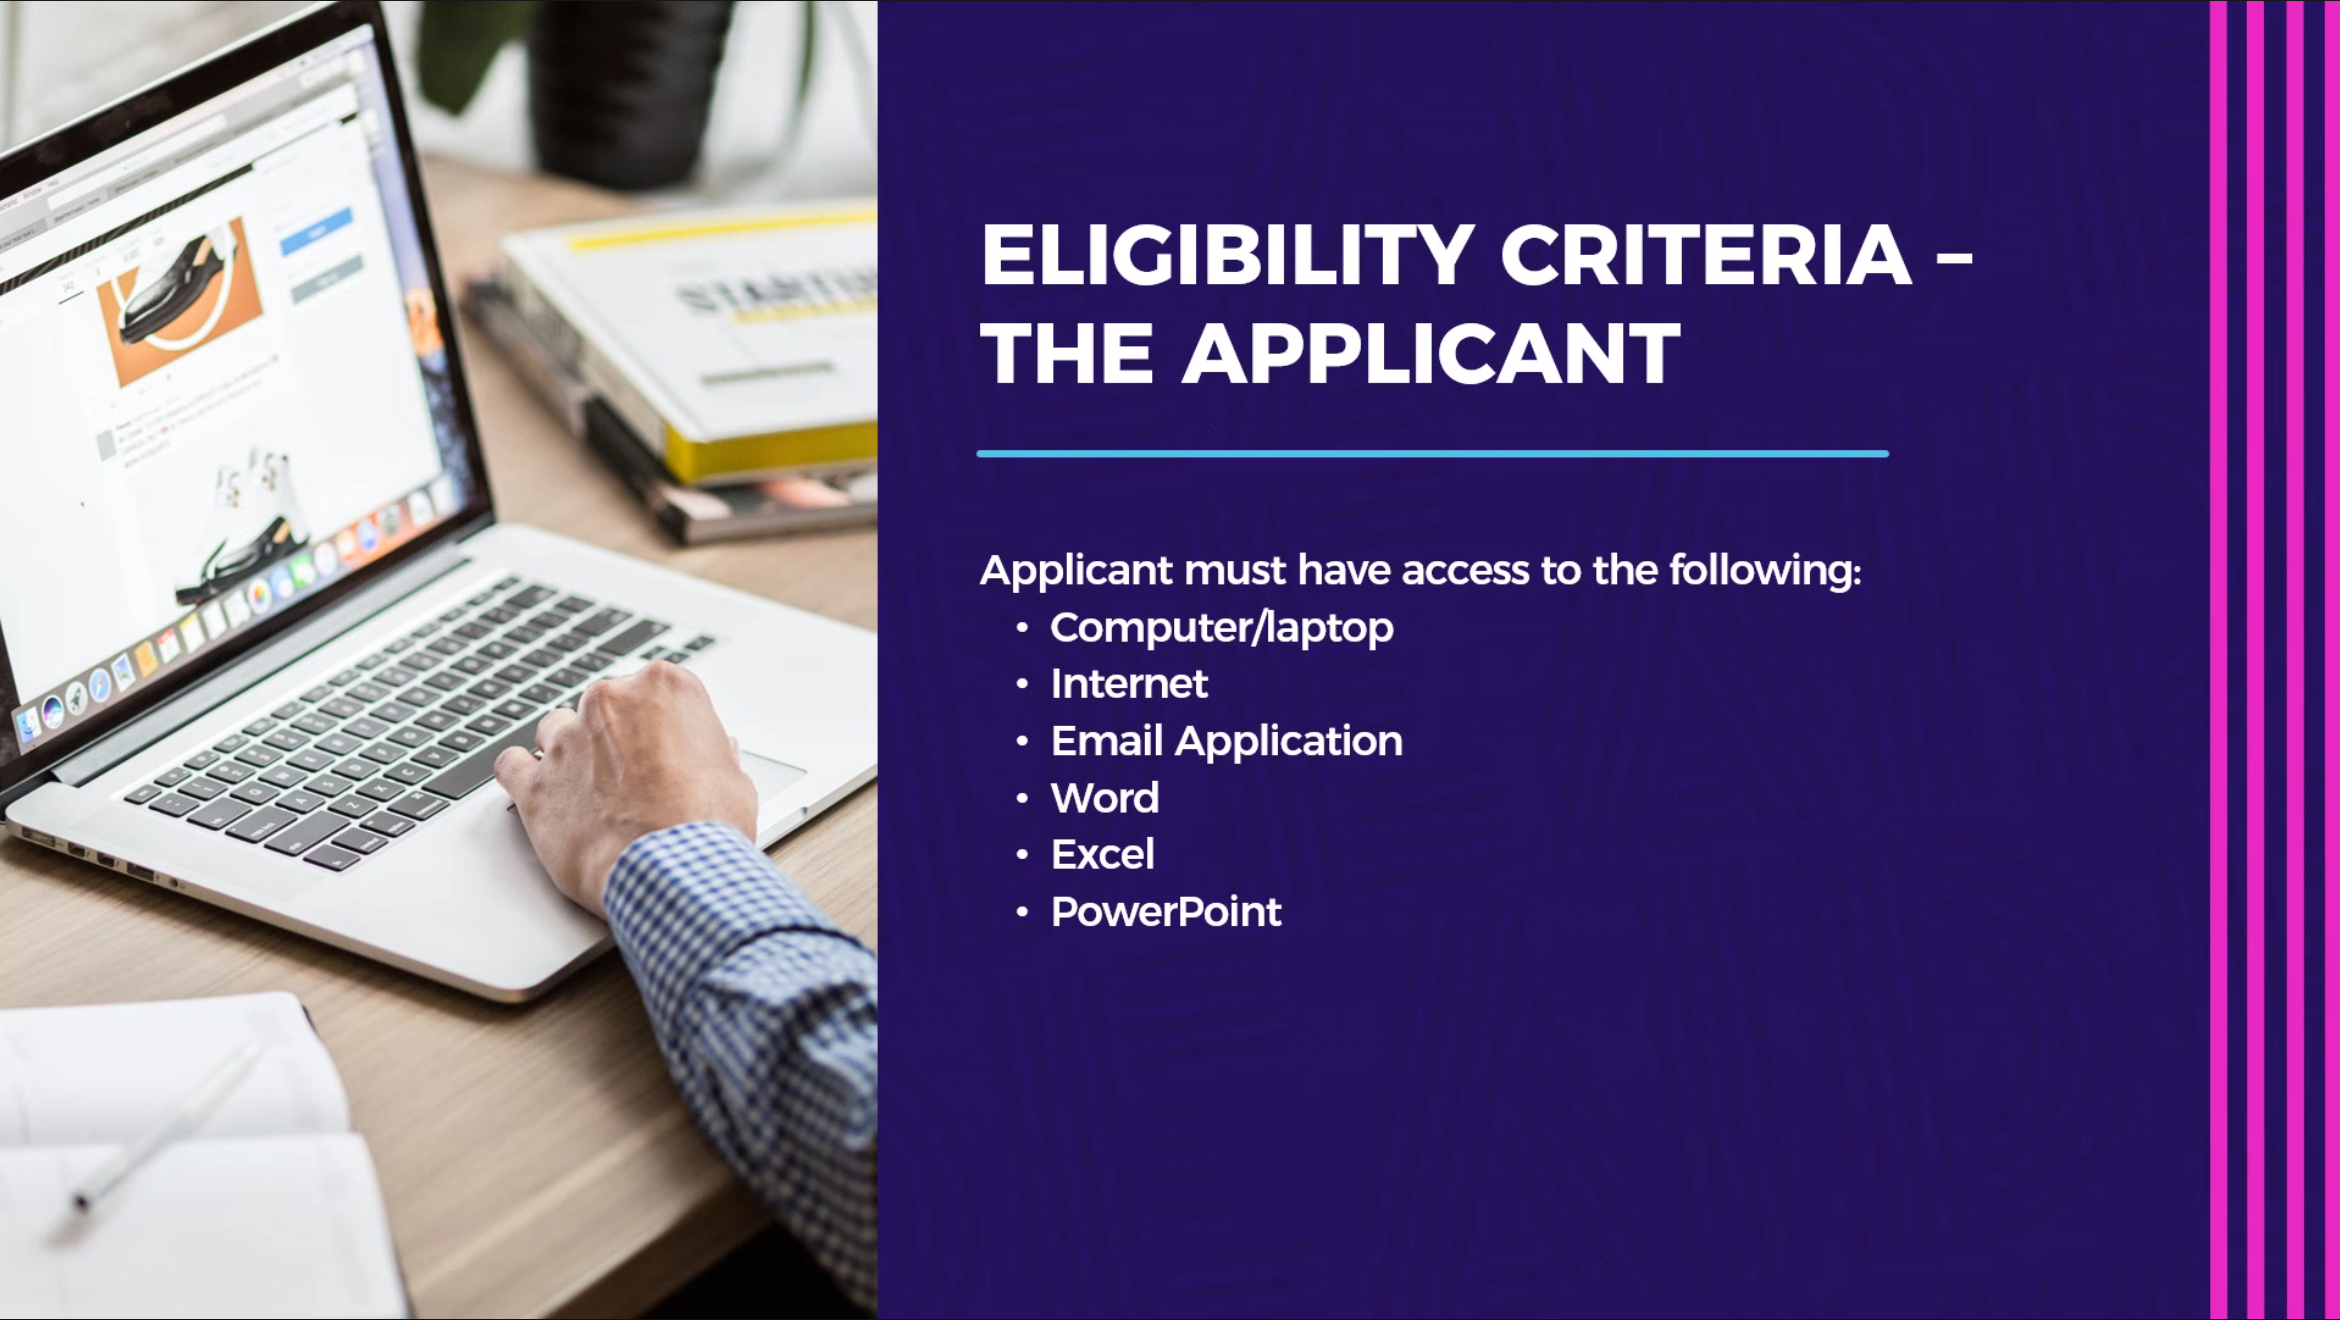 STARTUP
ELIGIBILITY CRITERIA –
THE APPLICANT
Applicant must have access to the following:
• Computer/laptop
• Internet
• Email Application
• Word
• Excel
• PowerPoint